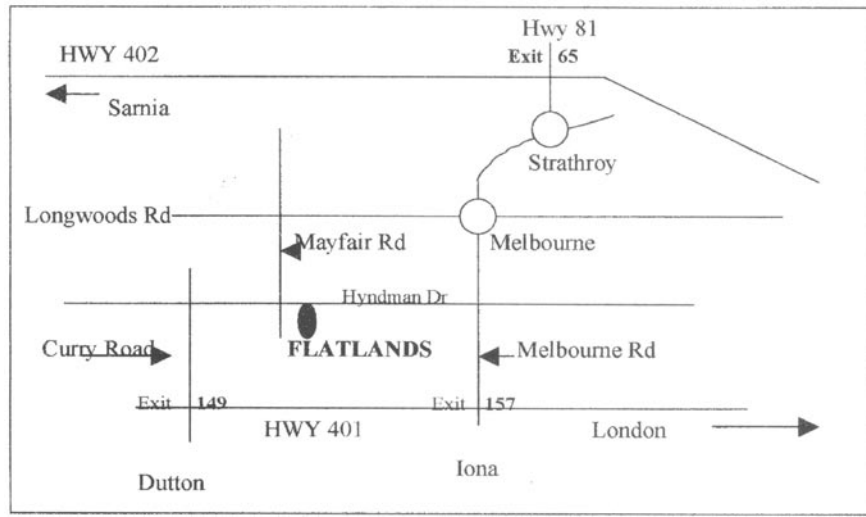 Hwy 81
HWY 402
Exit 65
Sarnia
Strathroy
Longwoods Rd
Mayfair Rd
Melbourne
Hyndman Dr
Curry Road
FLATLANDS
Melbourne Rd
Exit 149
Exit 157
HWY 401
London
Iona
Dutton